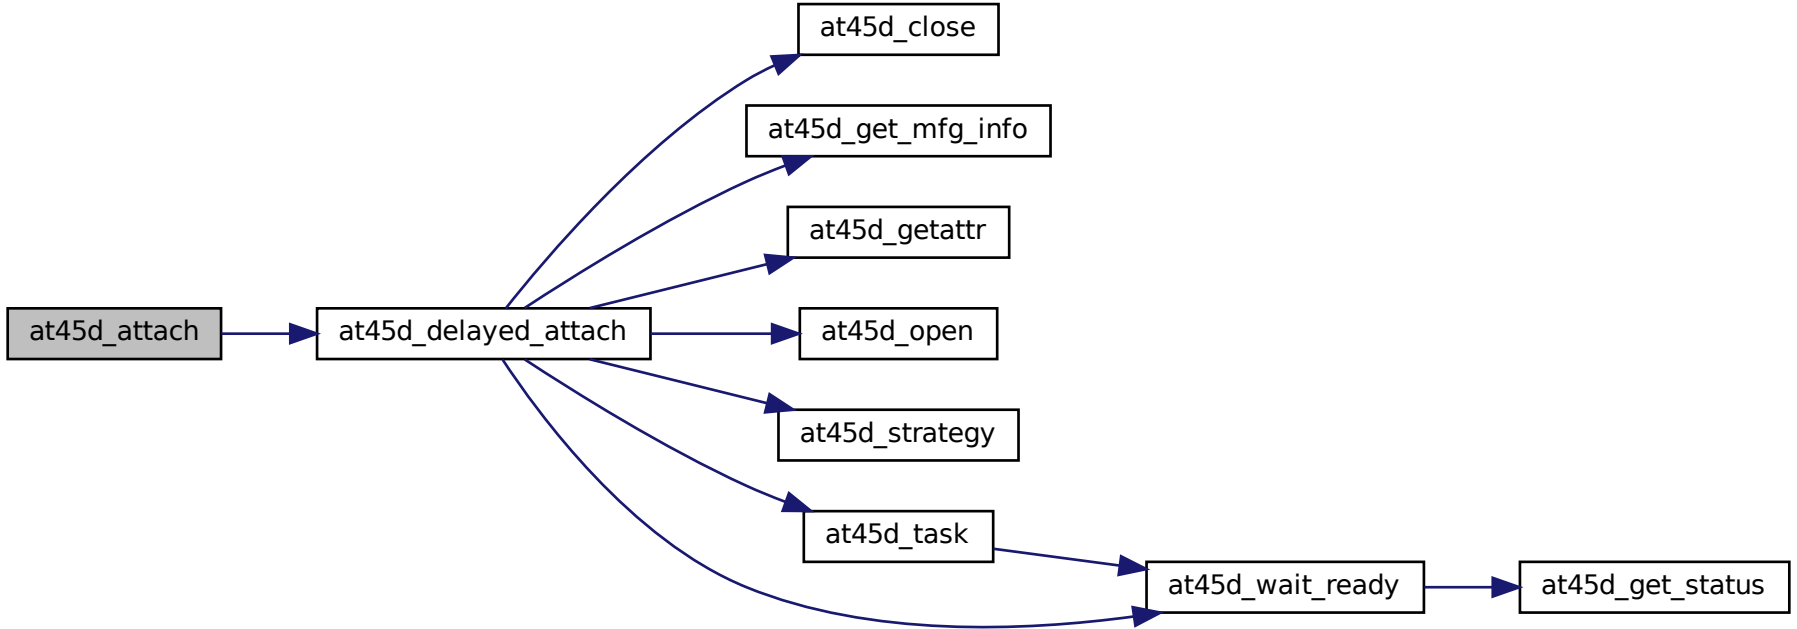 at45d_close
at45d_get_mfg_info
at45d_getattr
at45d_attach
at45d_delayed_attach
at45d_open
at45d_strategy
at45d_task
at45d_wait_ready
at45d_get_status